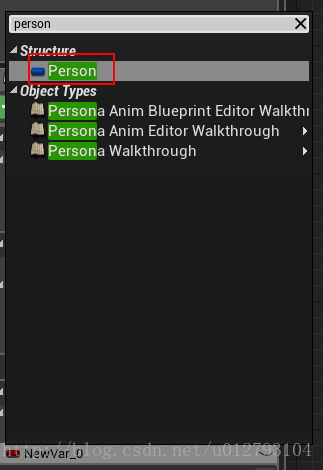 person
Structure
Person
Object Types
Persona Anim Blueprint Editor Walkthr
Persona Anim Editor Walkthrough
Persona Walkthrough
NewVar_0
https://blog.csdn.net/u012793104